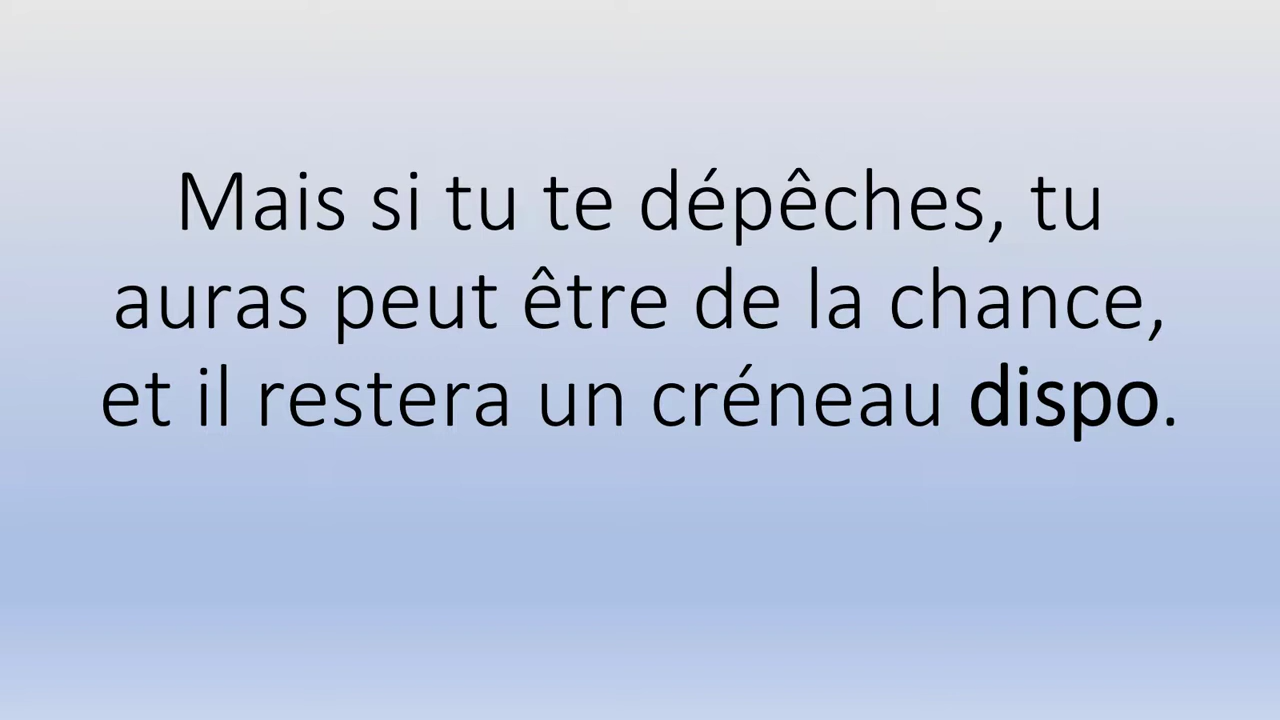 Mais si tu te dépêches, tu
auras peut être de la chance,
et il restera un créneau dispo.